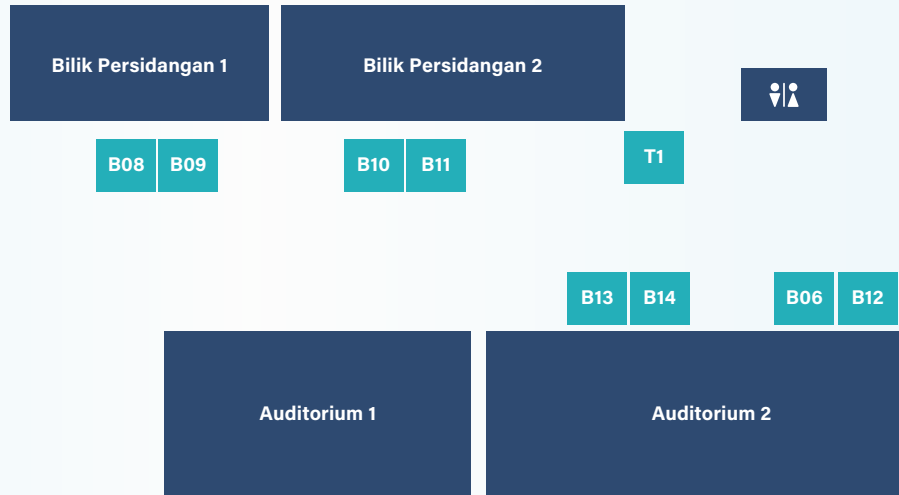 Bilik Persidangan 1
Bilik Persidangan 2
B08
B09
B10
B11
T1
B13
B14
B06
B12
Auditorium 1
Auditorium 2